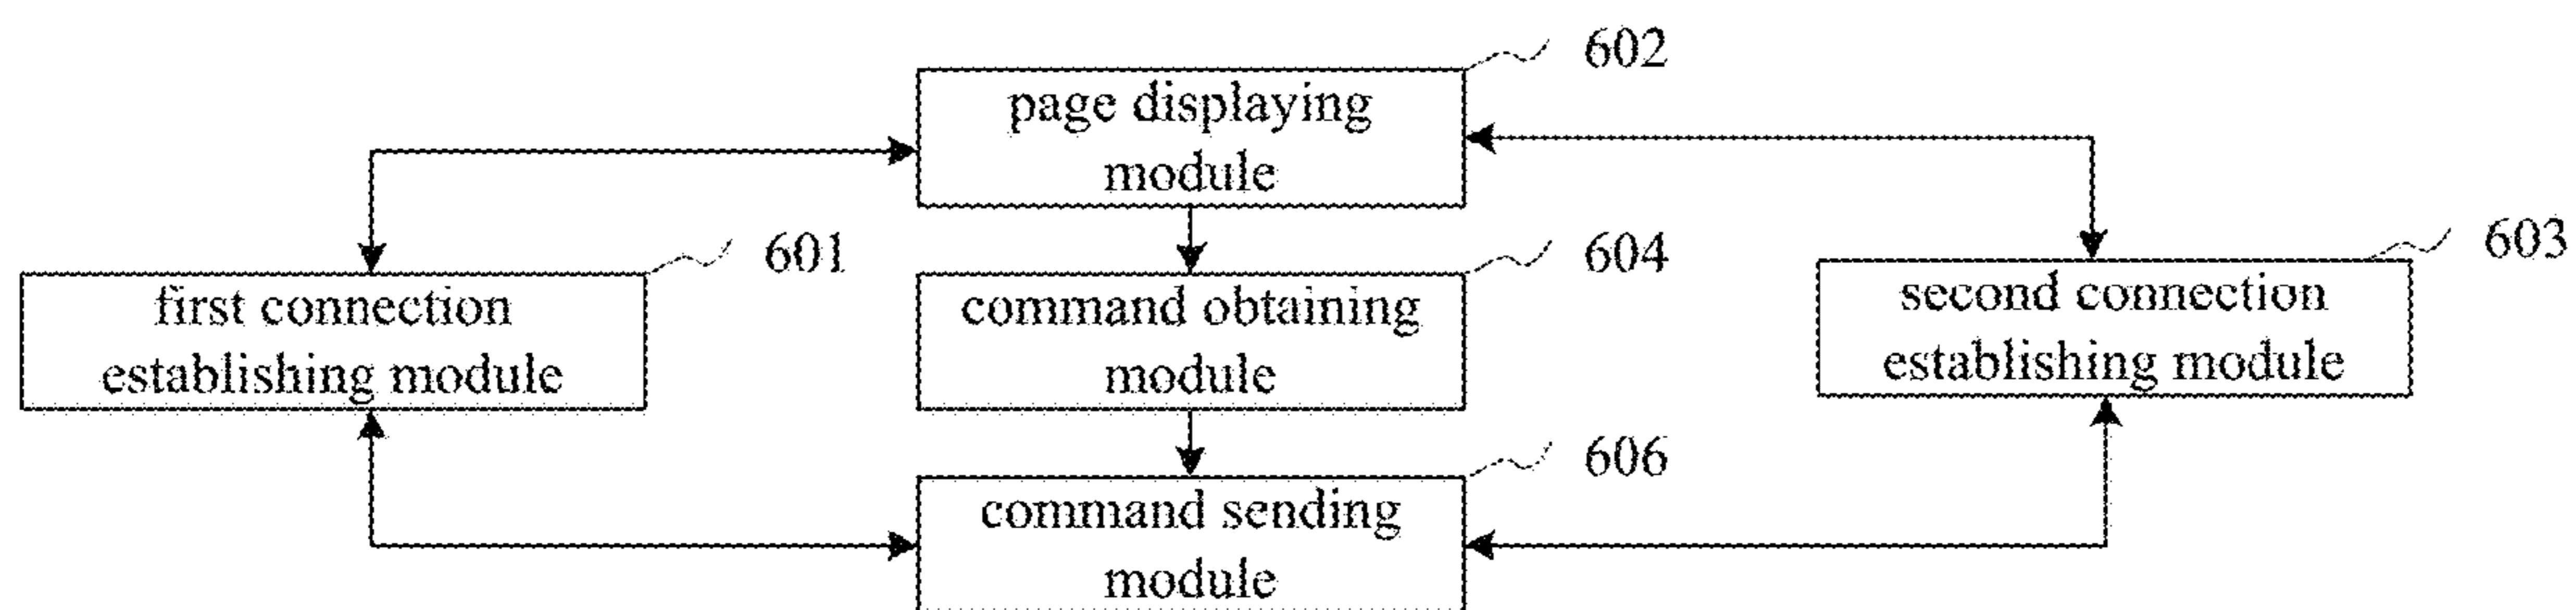 602
page displaying
module
601
first connection
establishing module
604
command obtaining
module
603
second connection
establishing module
606
command sending
module